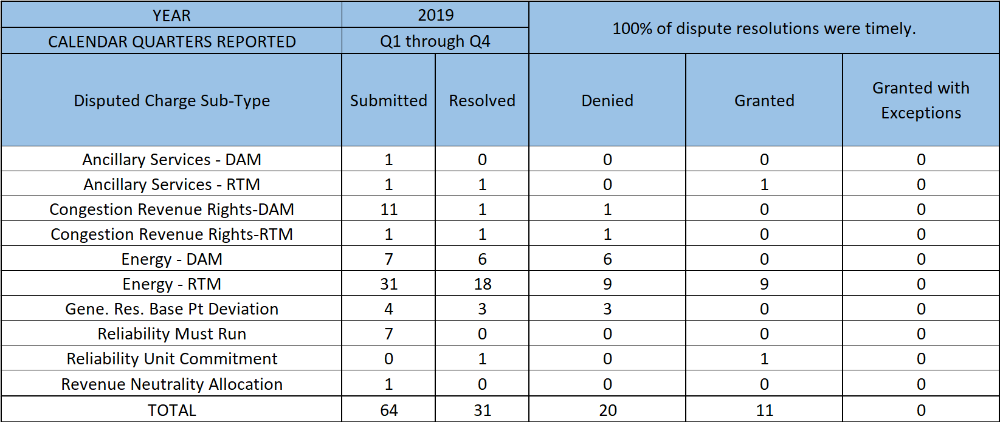 YEAR 2019 100% of dispute resolutions were timely.
CALENDAR QUARTERS REPORTED Q1 through Q4
Disputed Charge Sub-Type Submitted Resolved Denied Granted Granted with
Exceptions
Ancillary Services - DAM 1 0 0 0 0
Ancillary Services - RTM 1 1 0 1 0
Congestion Revenue Rights-DAM 11 1 1 0 0
Congestion Revenue Rights-RTM 1 1 1 0 0
Energy - DAM 7 6 6 0 0
Energy - RTM 31 18 9 9 0
Gene. Res. Base Pt Deviation 4 3 3 0 0
Reliability Must Run 7 0 0 0 0
Reliability Unit Commitment 0 1 0 1 0
Revenue Neutrality Allocation 1 0 0 0 0
TOTAL 64 31 20 11 0